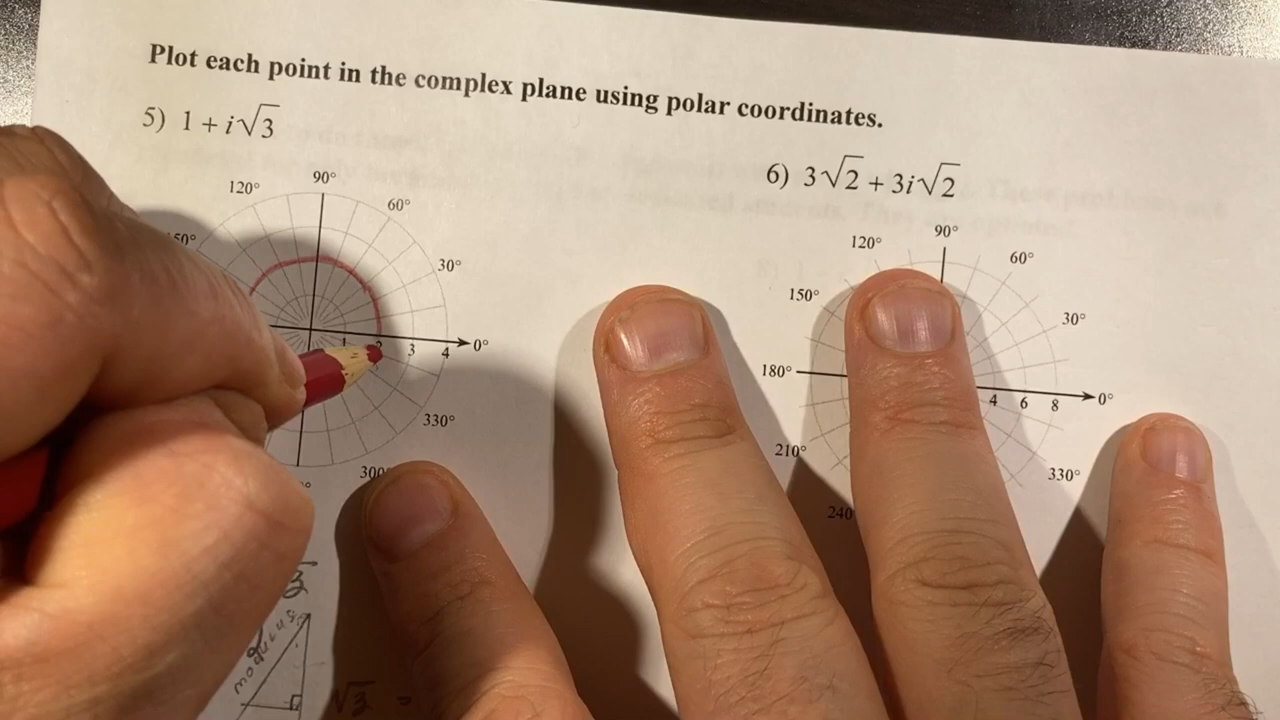 Plot each point in the complex plane using polar coordinates.
5) 1 + i√3
6) 3√2 + 3i√2
90°
120°
60°
30°
1 2 3 4 0°
330°
90°
120°
60°
150°
30°
180°
4 6 8 0°
210°
330°
modulus
√3 =